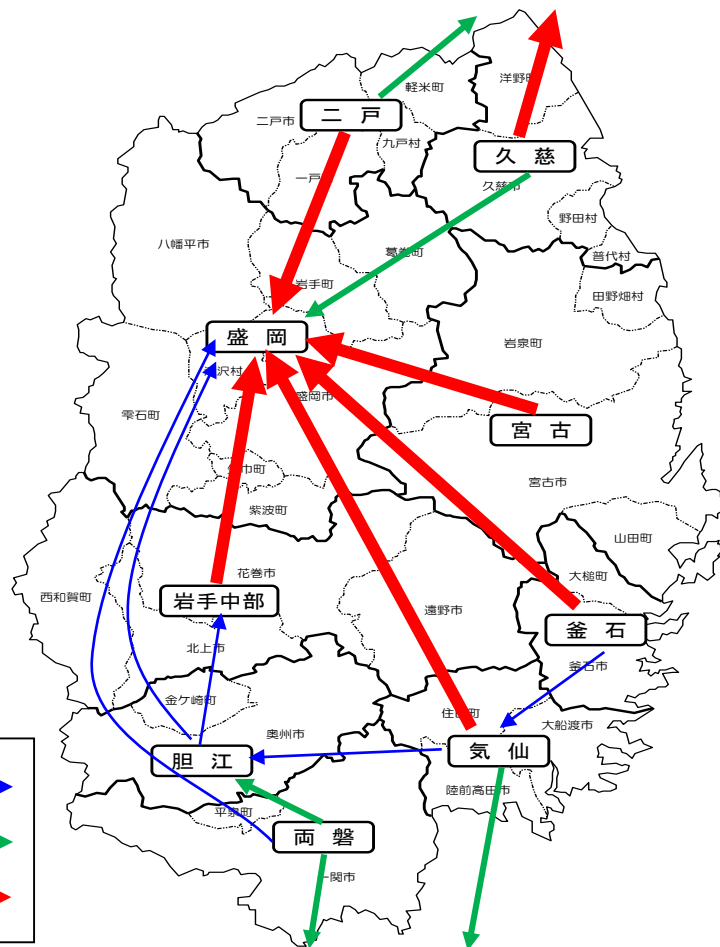 洋野町
軽米町
二戸市
二 戸
九戸村
久 慈
一戸
久慈市
野田村
八幡平市
葛巻町
普代村
岩手町
田野畑村
盛 岡
岩泉町
沢村
盛岡市
雫石町
宮 古
矢巾町
宮古市
紫波町
山田町
花巻市
大槌町
西和賀町
岩手中部
遠野市
釜 石
北上市
釜石市
金ケ崎町
住田町
大船渡市
奥州市
気 仙
胆 江
陸前高田市
平泉町
両 磐
一関市